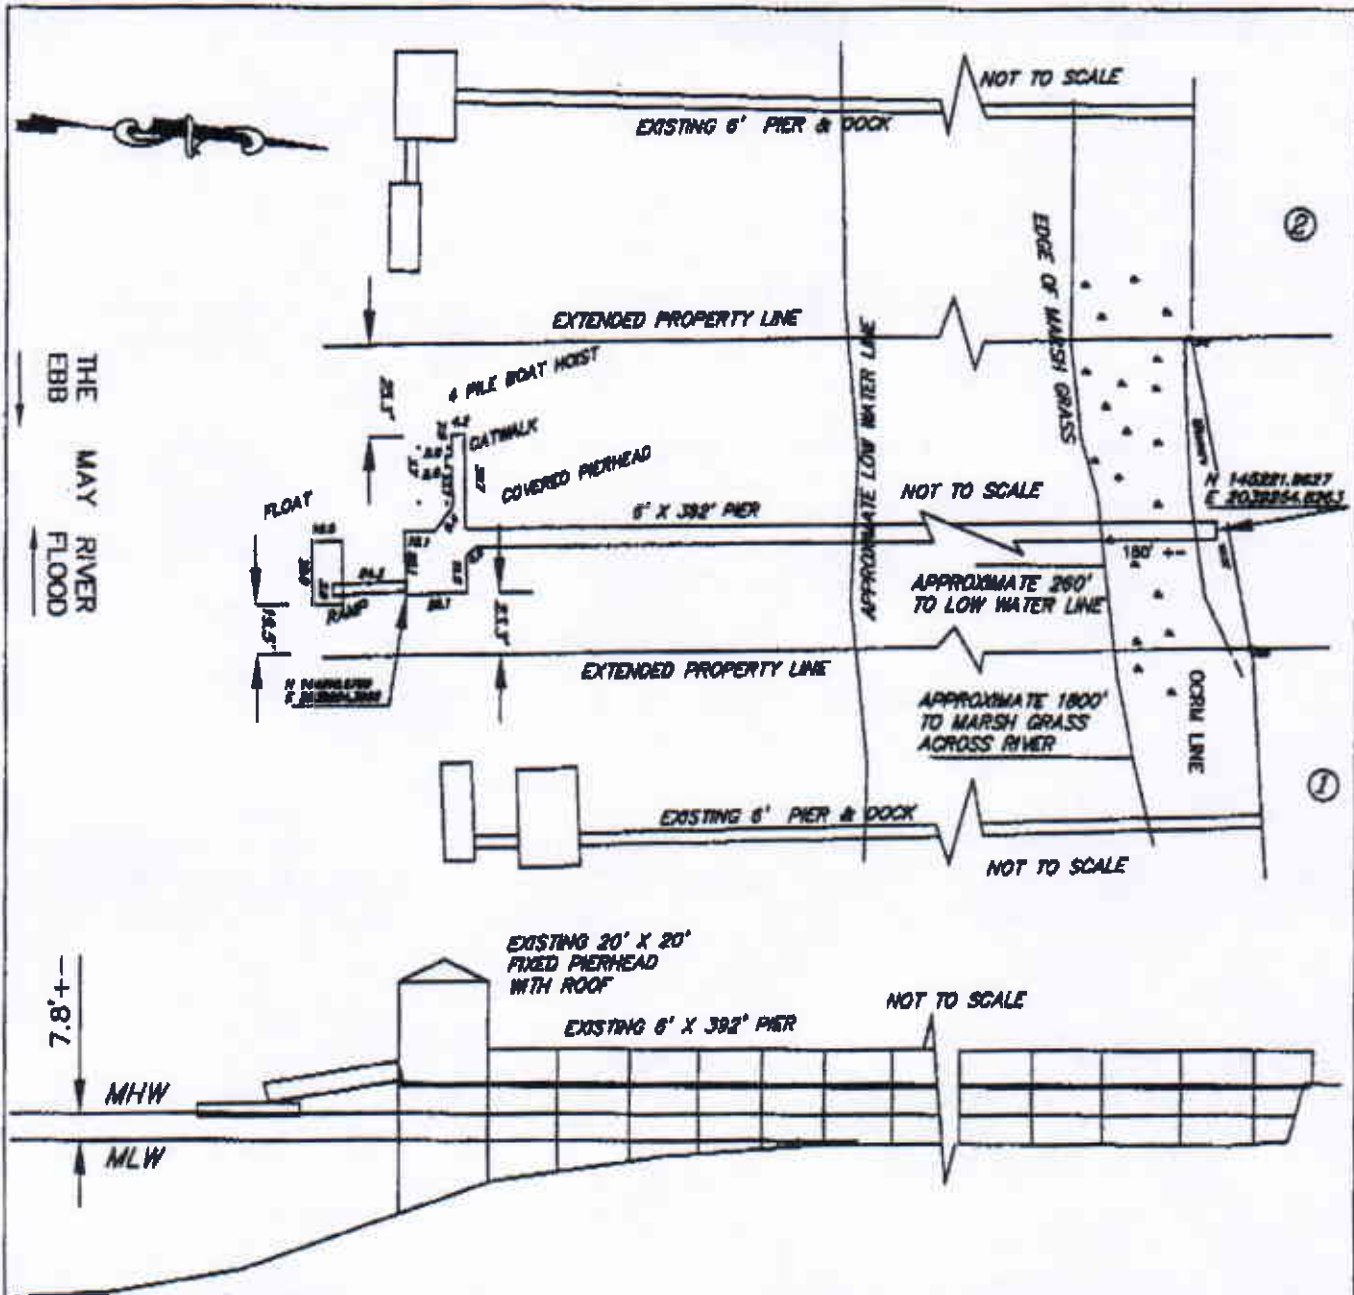 NOT TO SCALE
EXISTING 6' PIER & DOCK
2
EDGE OF MARSH GRASS
EXTENDED PROPERTY LINE
THE MAY RIVER
EBB FLOOD
4 PILE BOAT HOIST
CATWALK
COVERED PIERHEAD
APPROXIMATE LOW WATER LINE
NOT TO SCALE
6' X 392' PIER
FLOAT
RAMP
180' +-
APPROXIMATE 260'
TO LOW WATER LINE
19.5'
EXTENDED PROPERTY LINE
APPROXIMATE 1800'
TO MARSH GRASS
ACROSS RIVER
OCRM LINE
1
EXISTING 6' PIER & DOCK
NOT TO SCALE
EXISTING 20' X 20'
FIXED PIERHEAD
WITH ROOF
NOT TO SCALE
EXISTING 6' X 392' PIER
7.8'+-
MHW
MLW